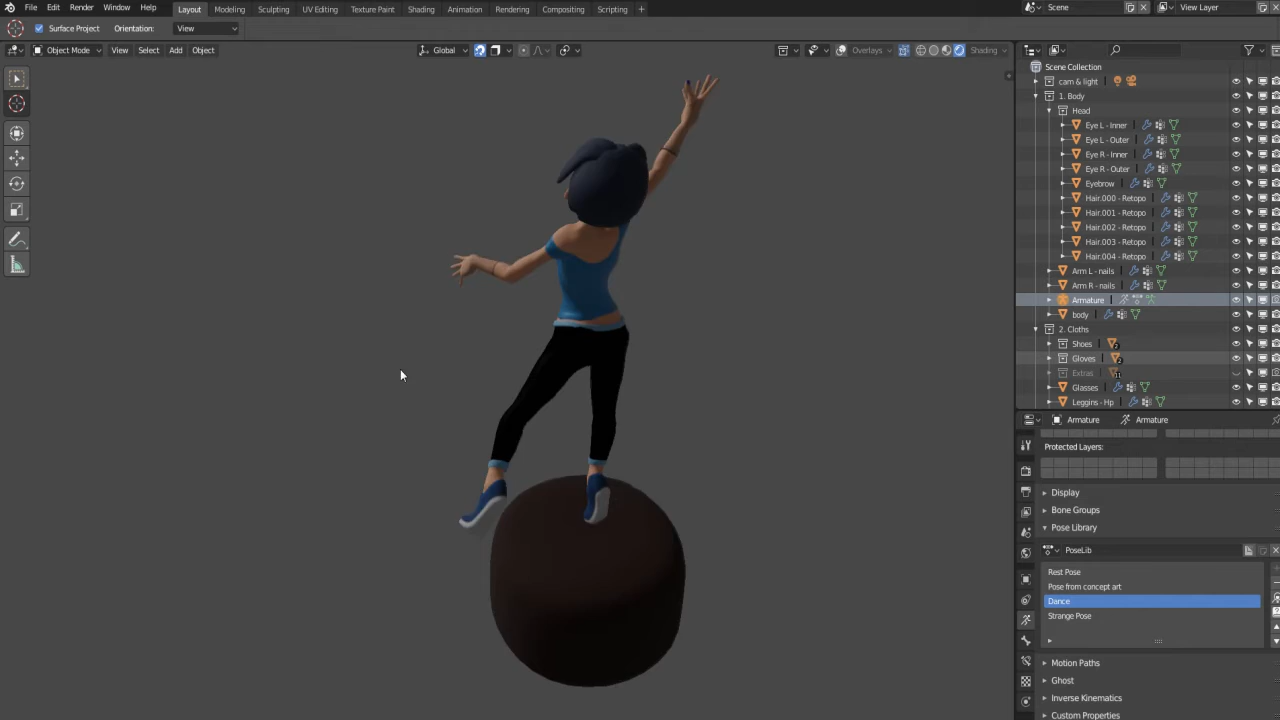 File Edit Render Window Help Layout Modeling Sculpting UV Editing Texture Paint Shading Animation Rendering Compositing Scripting + Scene View Layer
Surface Project Orientation: View
Object Mode View Select Add Object Global Overlays Shading
Scene Collection
cam & light
1. Body
Head
Eye L - Inner
Eye L - Outer
Eye R - Inner
Eye R - Outer
Eyebrow
Hair.000 - Retopo
Hair.001 - Retopo
Hair.002 - Retopo
Hair.003 - Retopo
Hair.004 - Retopo
Arm L - nails
Arm R - nails
Armature
body
2. Cloths
Shoes
Gloves
Extras
Glasses
Leggins - Hp
Armature Armature
Protected Layers:
Display
Bone Groups
Pose Library
PoseLib
Rest Pose
Pose from concept art
Dance
Strange Pose
Motion Paths
Ghost
Inverse Kinematics
Custom Properties